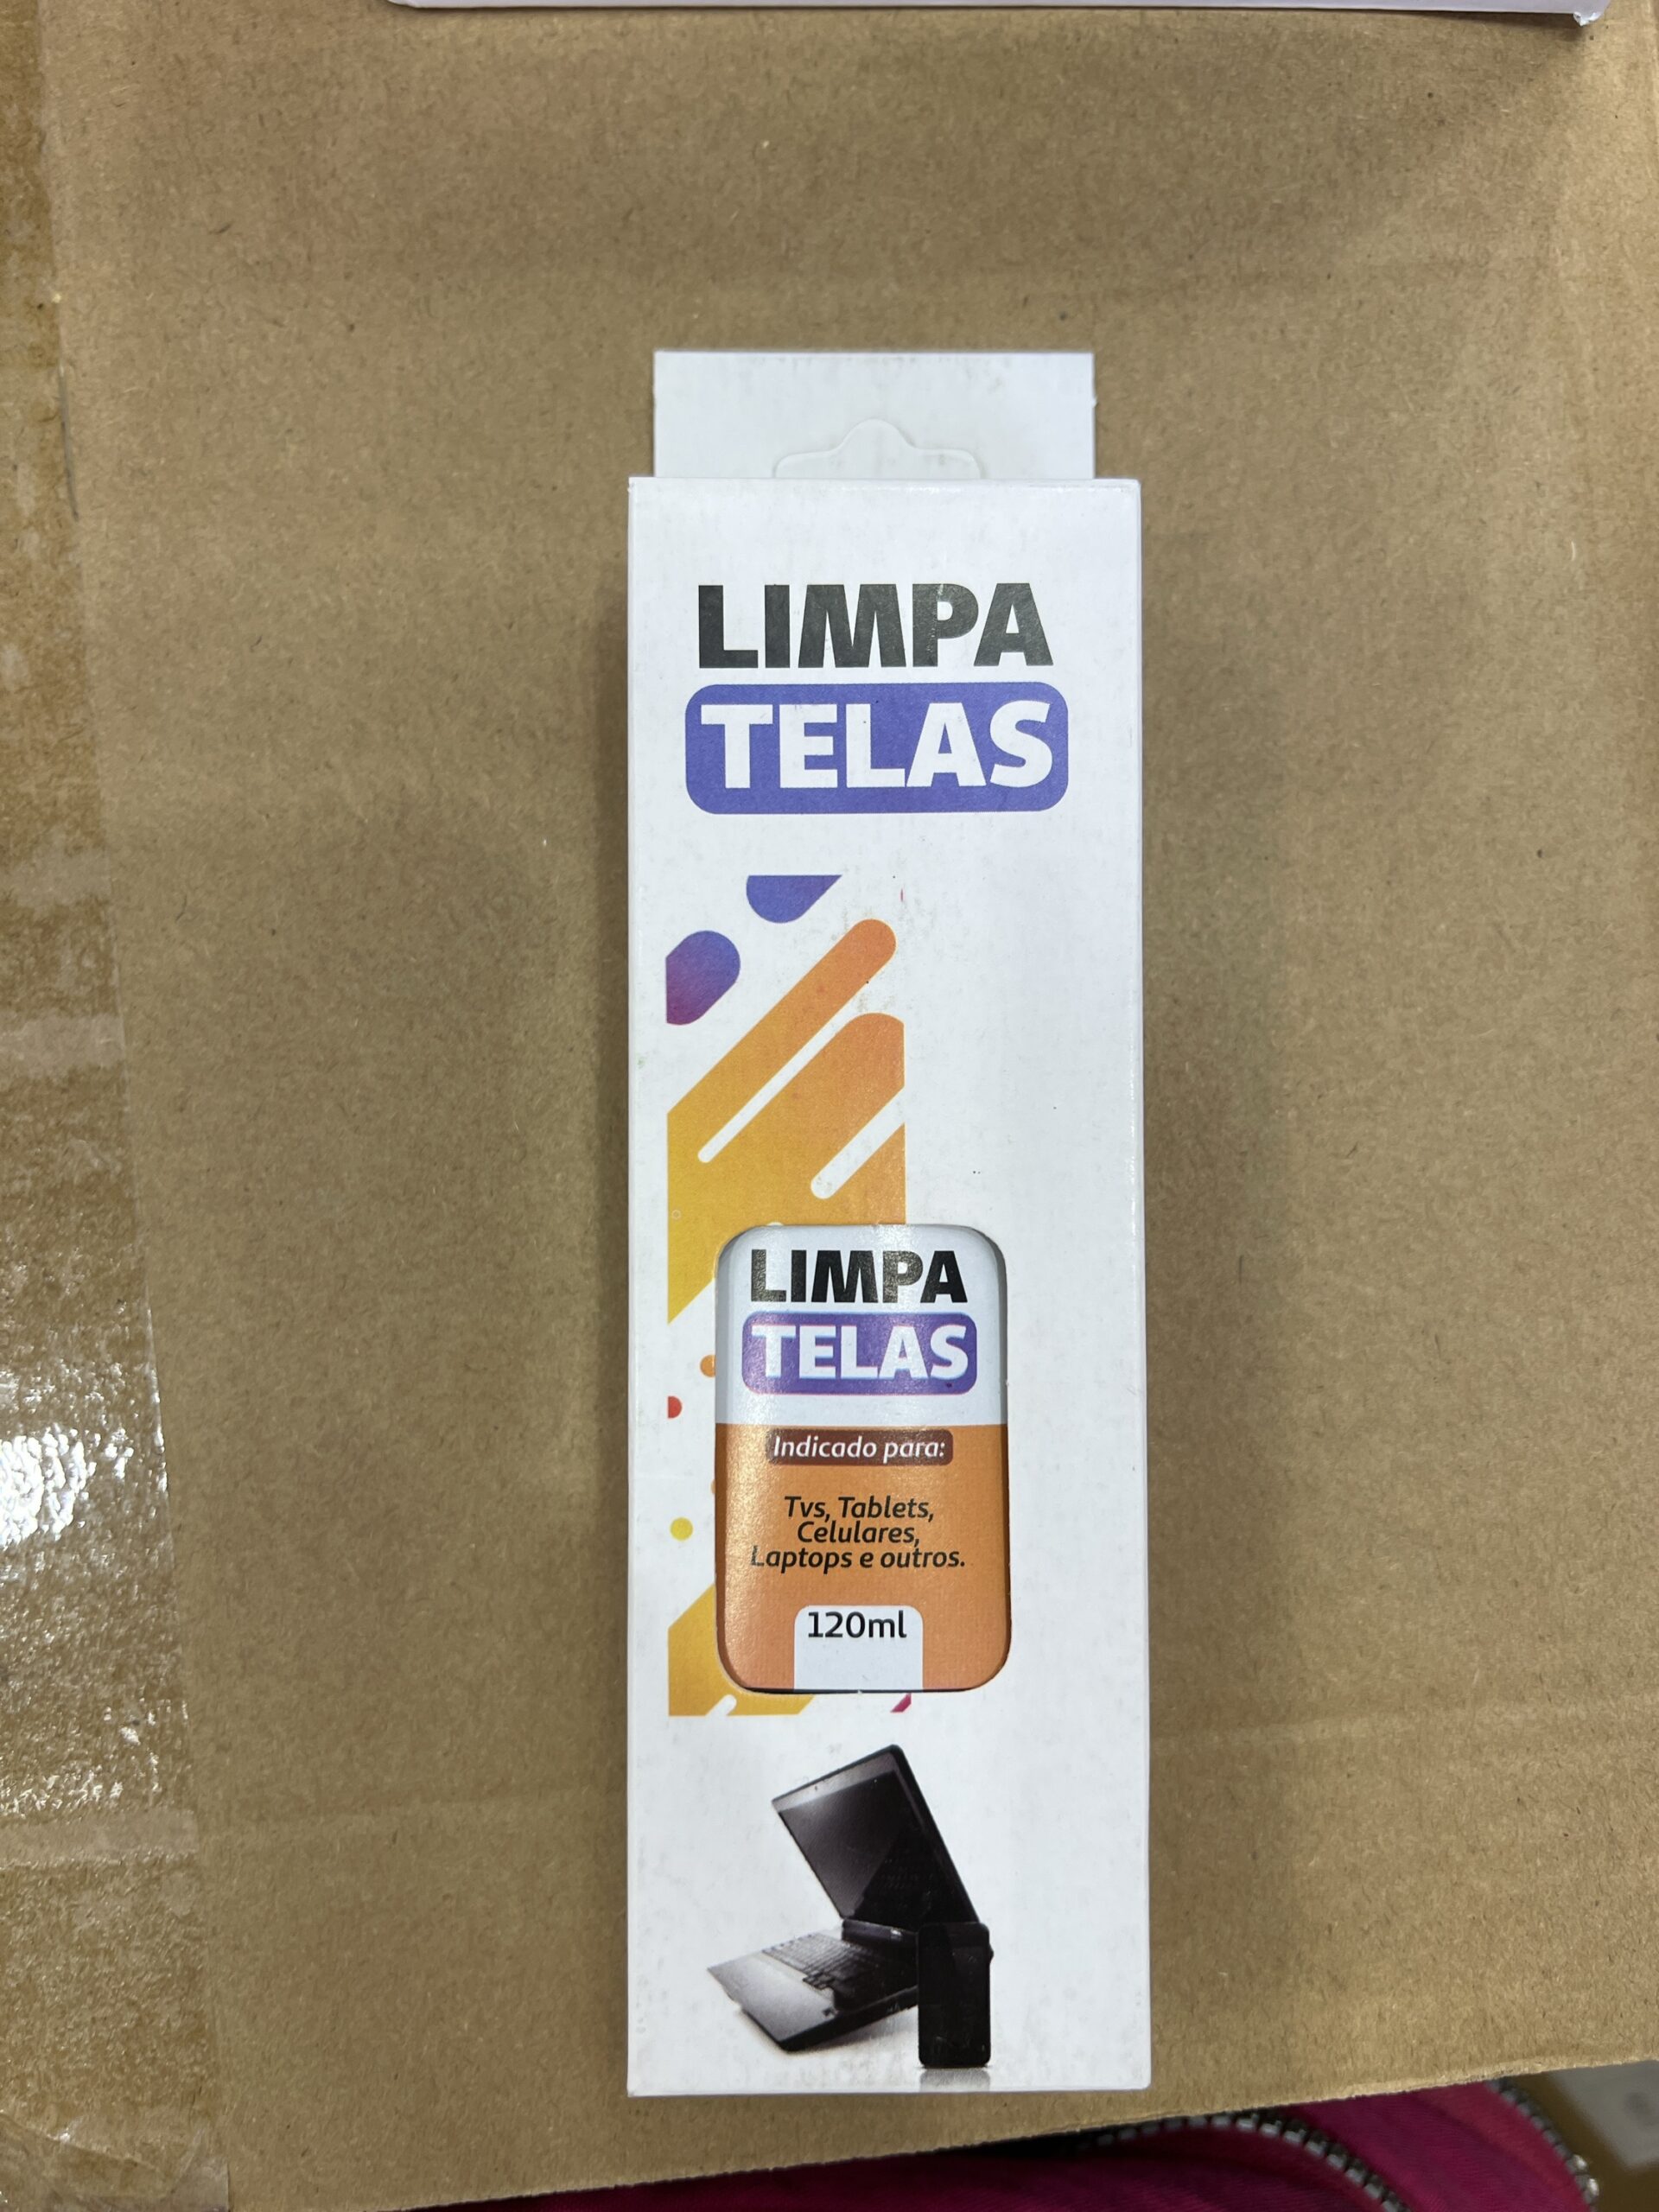 LIMPA
TELAS
LIMPA
TELAS
Indicado para:
Tvs, Tablets,
Celulares,
Laptops e outros.
120ml